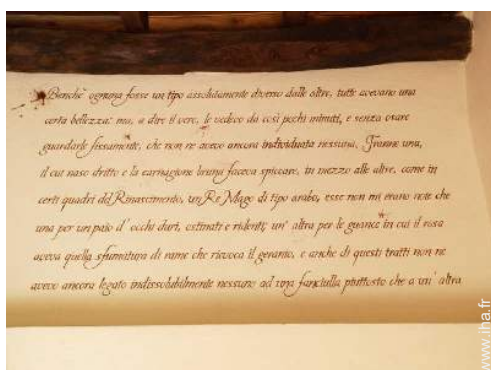 Benchè ognuna fosse un tipo assolutamente diverso dalle altre, tutte avevano una
certa bellezza: ma, a dire il vero, le vedevo da così pochi minuti, e senza osare
guardarle fissamente, che non ne avevo ancora individuata nessuna. Tranne una,
il cui naso dritto e la carnagione bruna faceva spiccare, in mezzo alle altre, come in
certi quadri del Rinascimento, un Re Mago di tipo arabo, esse non mi erano note che
una per un paio d'occhi duri, ostinati e ridenti; un'altra per le guance in cui il rosa
aveva quella sfumatura di rame che rievoca il geranio, e anche di questi tratti non ne
avevo ancora legato indissolubilmente nessuno ad una fanciulla piuttosto che a un'altra
www.iha.fr